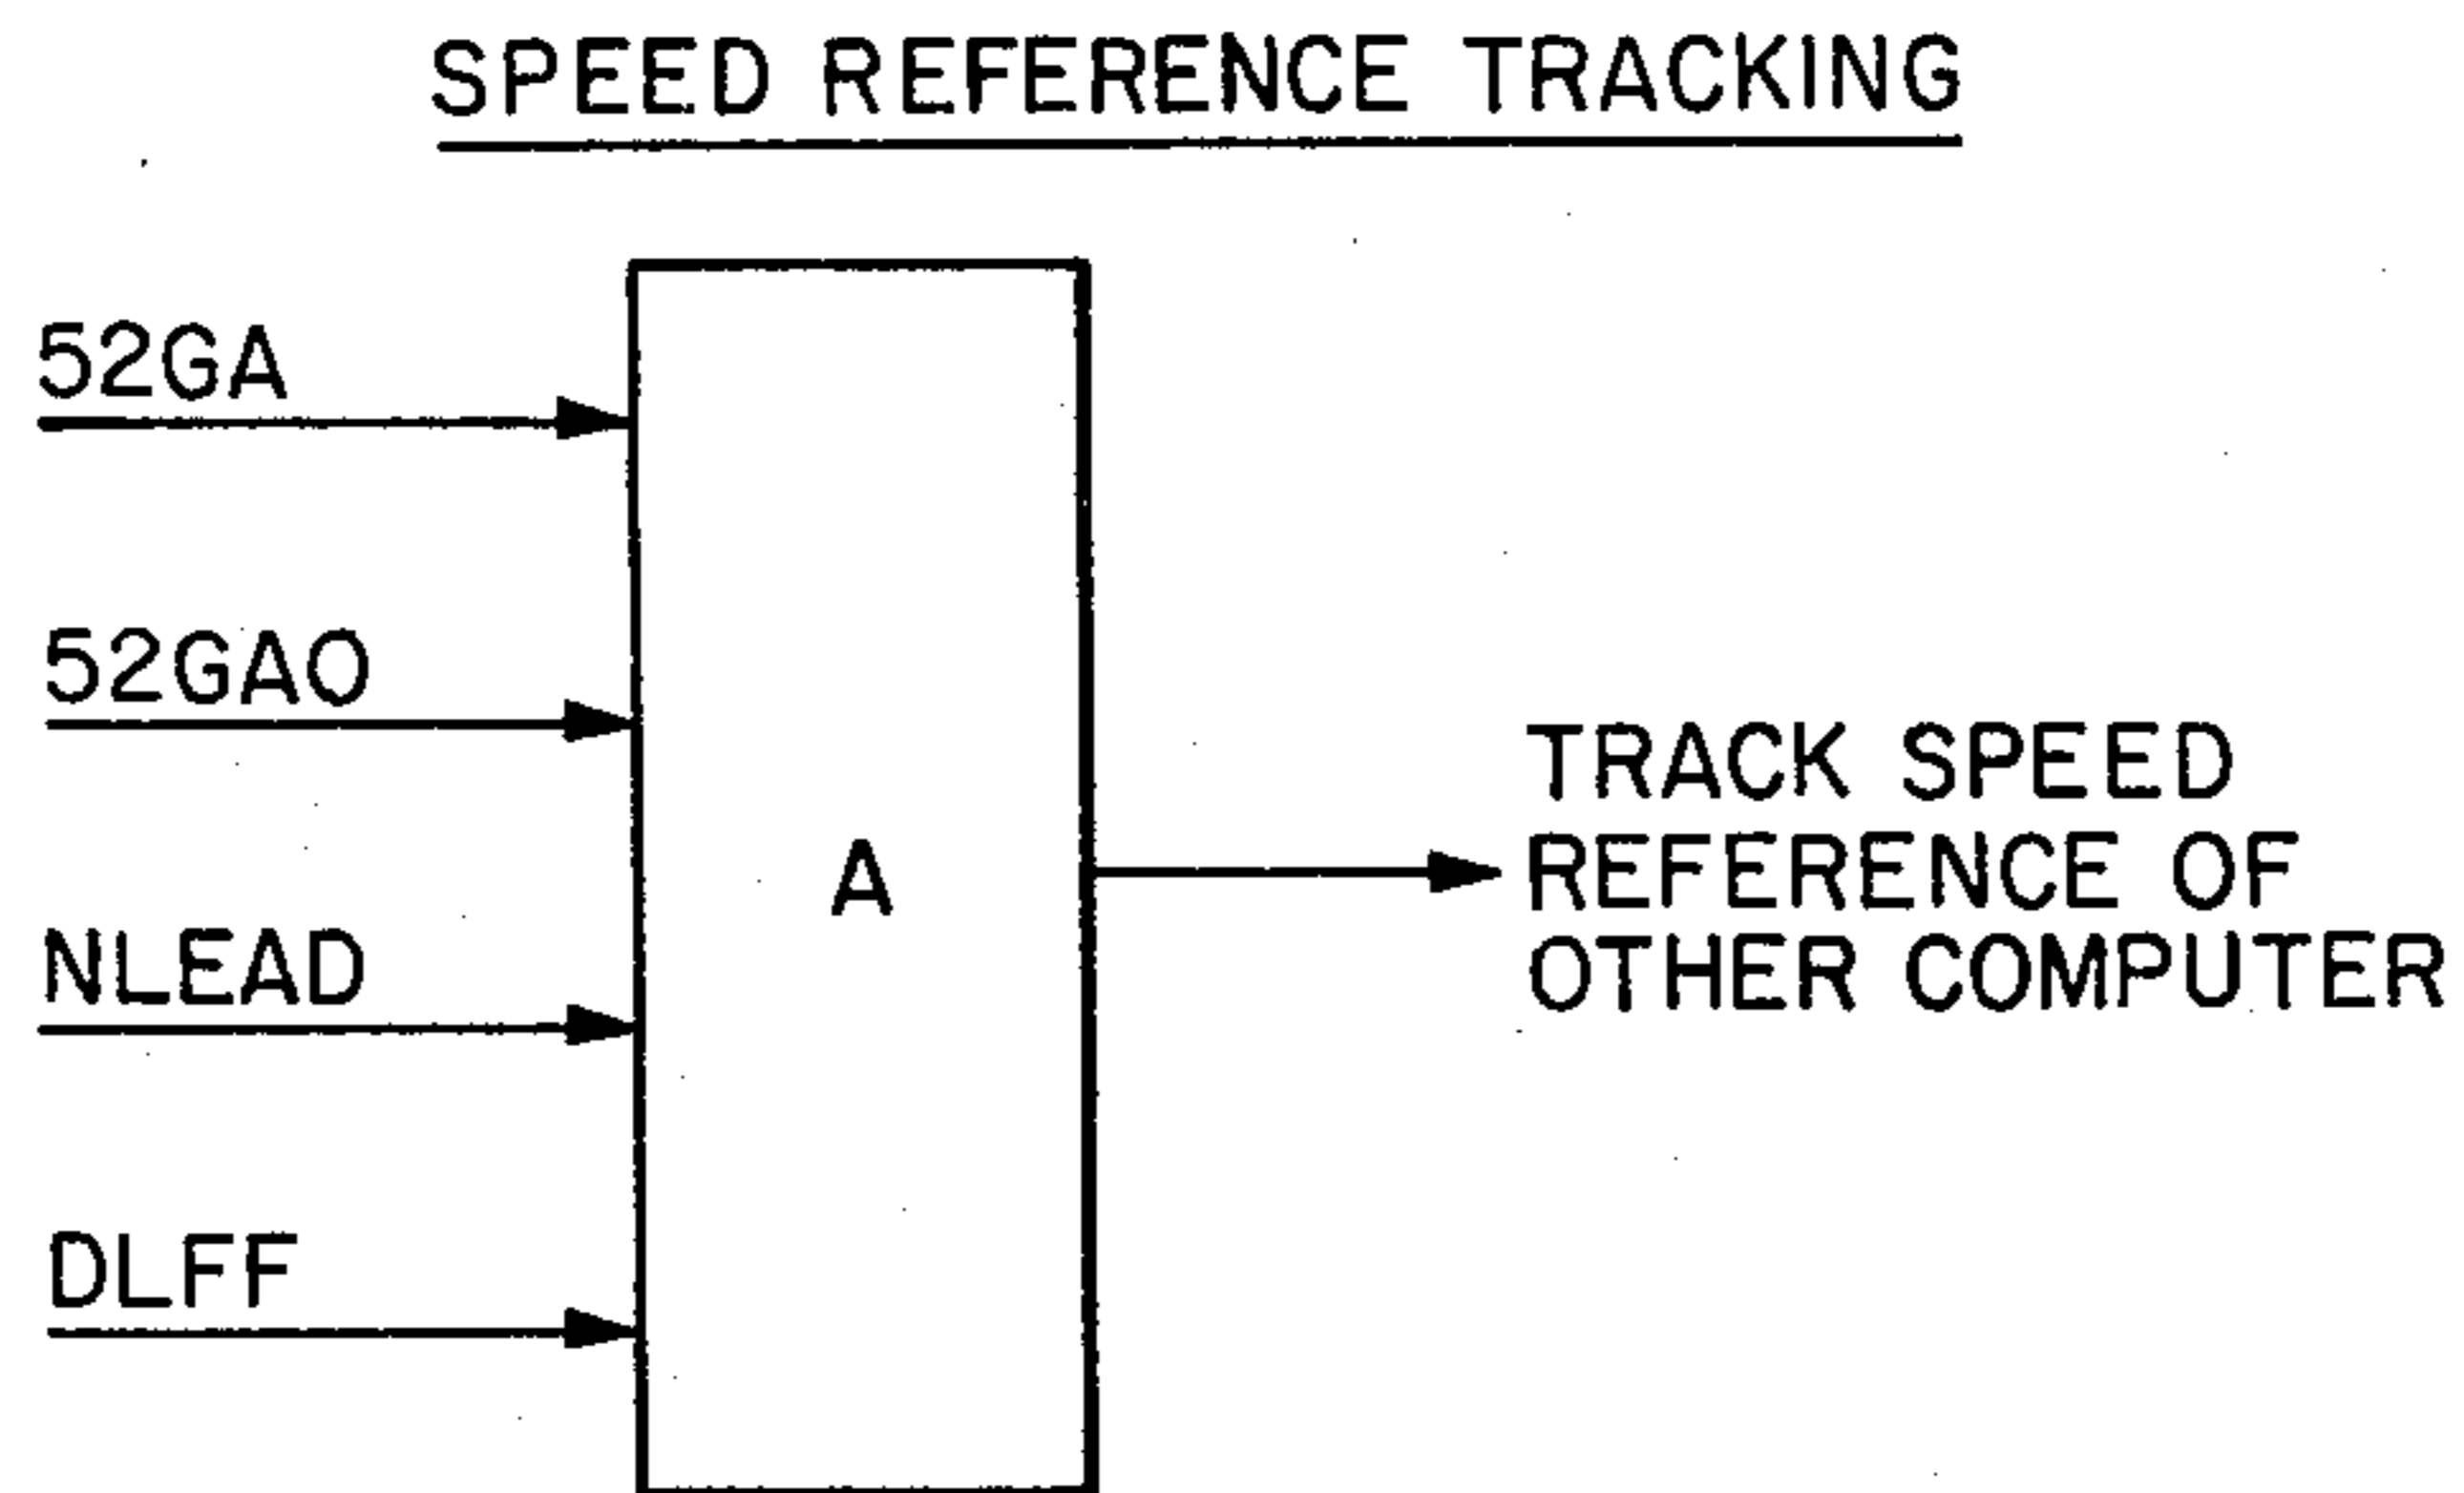 SPEED REFERENCE TRACKING
52GA
52GAO
NLEAD
DLFF
A
TRACK SPEED
REFERENCE OF
OTHER COMPUTER